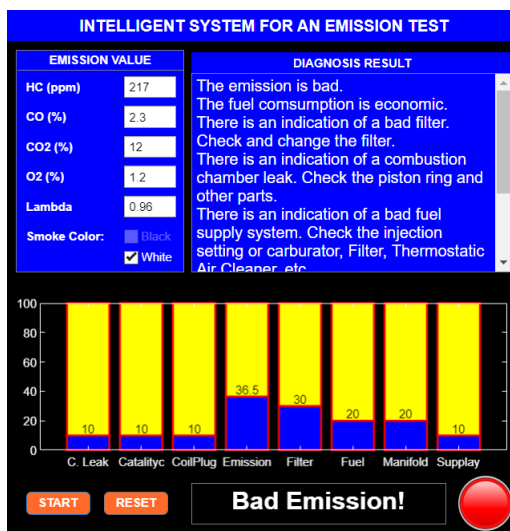 INTELLIGENT SYSTEM FOR AN EMISSION TEST
EMISSION VALUE
HC (ppm) 217
CO (%) 2.3
CO2 (%) 12
O2 (%) 1.2
Lambda 0.96
Smoke Color: Black
White
DIAGNOSIS RESULT
The emission is bad.
The fuel comsumption is economic.
There is an indication of a bad filter.
Check and change the filter.
There is an indication of a combustion
chamber leak. Check the piston ring and
other parts.
There is an indication of a bad fuel
supply system. Check the injection
setting or carburator, Filter, Thermostatic
Air Cleaner, etc
100
80
60
40
20
0
10 10 10 36.5 30 20 20 10
C. Leak Catalityc CoilPlug Emission Filter Fuel Manifold Supplay
START RESET Bad Emission!